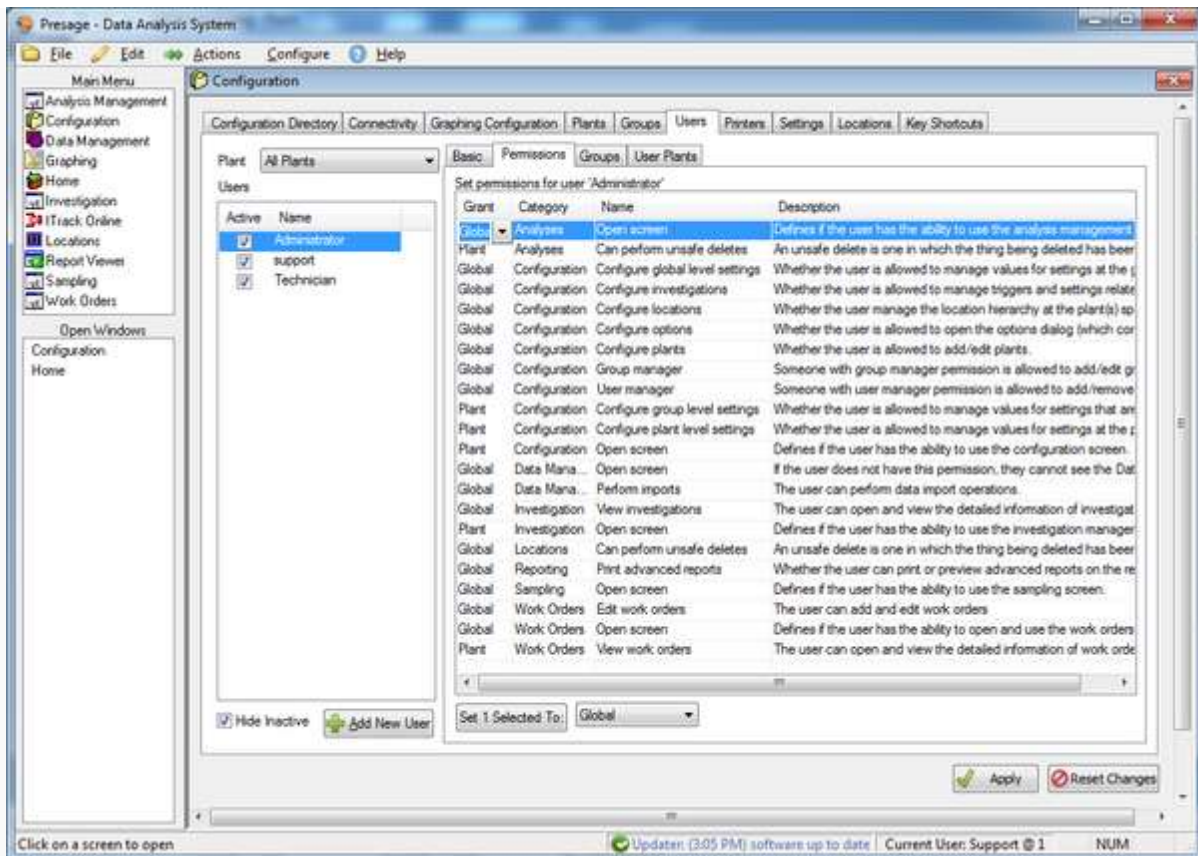 Presage - Data Analysis System
File Edit Actions Configure Help
Main Menu
Analysis Management
Configuration
Data Management
Graphing
Home
Investigation
ITrack Online
Locations
Report Viewer
Sampling
Work Orders
Open Windows
Configuration
Home
Configuration
Configuration Directory Connectivity Graphing Configuration Plants Groups Users Printers Settings Locations Key Shortcuts
Plant All Plants
Users
Active Name
Administrator
support
Technician
Hide Inactive Add New User
Basic Permissions Groups User Plants
Set permissions for user 'Administrator'
Grant Category Name Description
Global Analyses Open screen Defines if the user has the ability to use the analysis management
Plant Analyses Can perform unsafe deletes An unsafe delete is one in which the thing being deleted has been
Global Configuration Configure global level settings Whether the user is allowed to manage values for settings at the
Global Configuration Configure investigations Whether the user is allowed to manage triggers and settings relate
Global Configuration Configure locations Whether the user manage the location hierarchy at the plant(s) sp
Global Configuration Configure options Whether the user is allowed to open the options dialog (which con
Global Configuration Configure plants Whether the user is allowed to add/edit plants.
Global Configuration Group manager Someone with group manager permission is allowed to add/edit gr
Global Configuration User manager Someone with user manager permission is allowed to add/remove
Plant Configuration Configure group level settings Whether the user is allowed to manage values for settings that are
Plant Configuration Configure plant level settings Whether the user is allowed to manage values for settings at the
Plant Configuration Open screen Defines if the user has the ability to use the configuration screen.
Global Data Mana... Open screen If the user does not have this permission, they cannot see the Dat
Global Data Mana... Perform imports The user can perform data import operations.
Global Investigation View investigations The user can open and view the detailed information of investigat
Plant Investigation Open screen Defines if the user has the ability to use the investigation manager
Global Locations Can perform unsafe deletes An unsafe delete is one in which the thing being deleted has been
Global Reporting Print advanced reports Whether the user can print or preview advanced reports on the re
Global Sampling Open screen Defines if the user has the ability to use the sampling screen.
Global Work Orders Edit work orders The user can add and edit work orders
Global Work Orders Open screen Defines if the user has the ability to open and use the work orders
Plant Work Orders View work orders The user can open and view the detailed information of work orde
Set 1 Selected To: Global
Apply Reset Changes
Click on a screen to open
Updater: (3:05 PM) software up to date Current User: Support @ 1 NUM